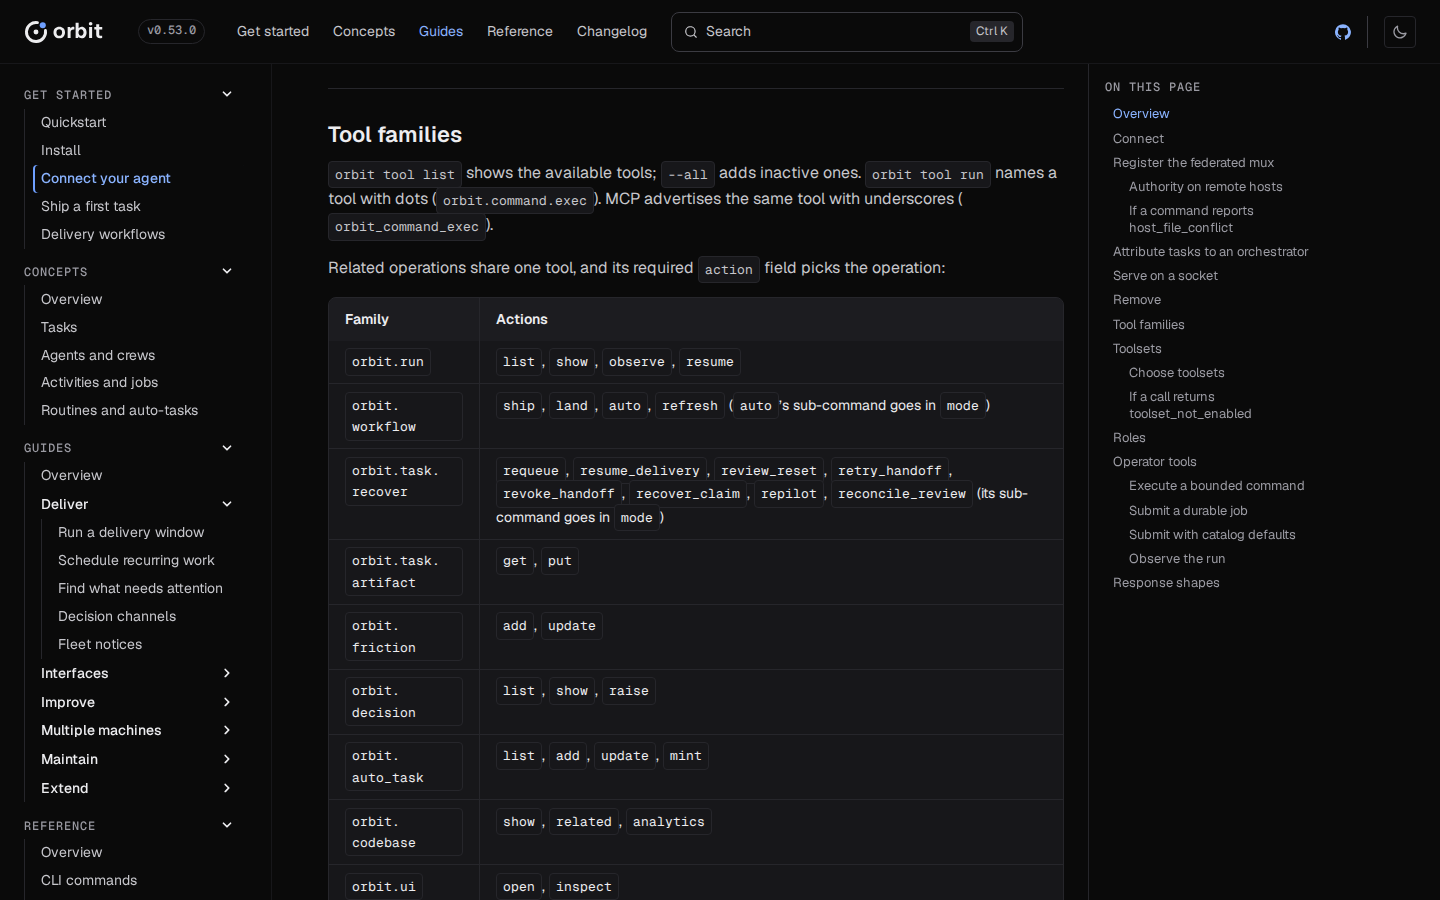 orbit
v0.53.0
Get started
Concepts
Guides
Reference
Changelog
Search
Ctrl K
GET STARTED
Quickstart
Install
Connect your agent
Ship a first task
Delivery workflows
CONCEPTS
Overview
Tasks
Agents and crews
Activities and jobs
Routines and auto-tasks
GUIDES
Overview
Deliver
Run a delivery window
Schedule recurring work
Find what needs attention
Decision channels
Fleet notices
Interfaces
Improve
Multiple machines
Maintain
Extend
REFERENCE
Overview
CLI commands
Tool families
orbit tool list shows the available tools; --all adds inactive ones. orbit tool run names a
tool with dots (orbit.command.exec). MCP advertises the same tool with underscores (
orbit_command_exec).
Related operations share one tool, and its required action field picks the operation:
Family Actions
orbit.run list, show, observe, resume
orbit. ship, land, auto, refresh (auto's sub-command goes in mode)
workflow
orbit.task. requeue, resume_delivery, review_reset, retry_handoff,
recover revoke_handoff, recover_claim, repilot, reconcile_review (its sub-
command goes in mode)
orbit.task. get, put
artifact
orbit. add, update
friction
orbit. list, show, raise
decision
orbit. list, add, update, mint
auto_task
orbit. show, related, analytics
codebase
orbit.ui open, inspect
ON THIS PAGE
Overview
Connect
Register the federated mux
Authority on remote hosts
If a command reports
host_file_conflict
Attribute tasks to an orchestrator
Serve on a socket
Remove
Tool families
Toolsets
Choose toolsets
If a call returns
toolset_not_enabled
Roles
Operator tools
Execute a bounded command
Submit a durable job
Submit with catalog defaults
Observe the run
Response shapes